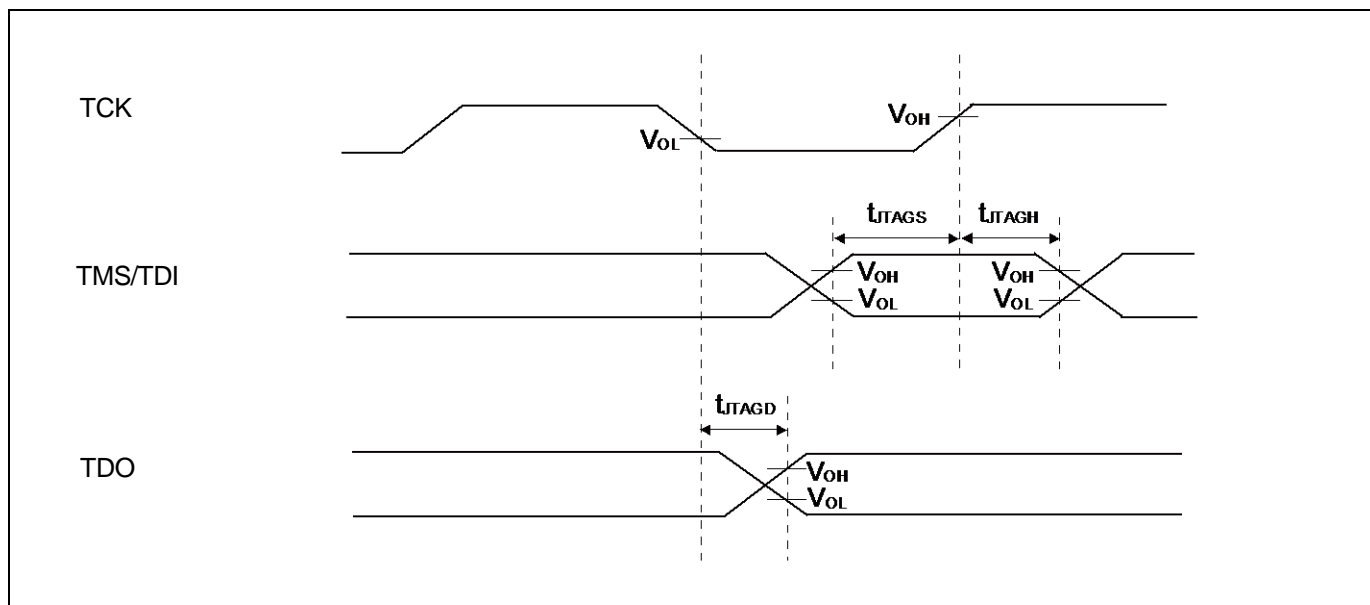 TCK
VOL
VOH
tJTAGS
tJTAGH
TMS/TDI
VOH
VOL
VOH
VOL
tJTAGD
TDO
VOH
VOL